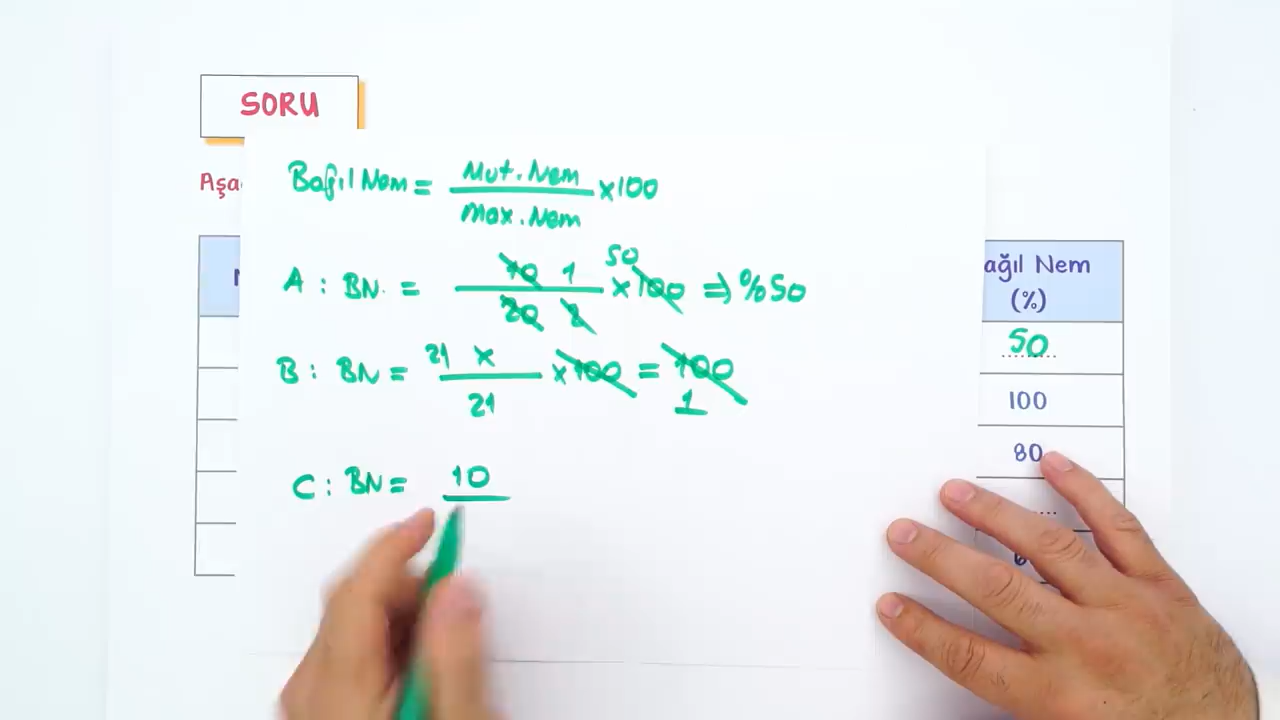 SORU
Aşa
Bağıl Nem = Mut. Nem / Max. Nem x100
ağıl Nem
(%)
A : BN. = 10 1 / 20 2 x 100 50 ⇒ %50
50
B : BN = 21 x / 21 x 100 = 100 1
100
80
C : BN = 10